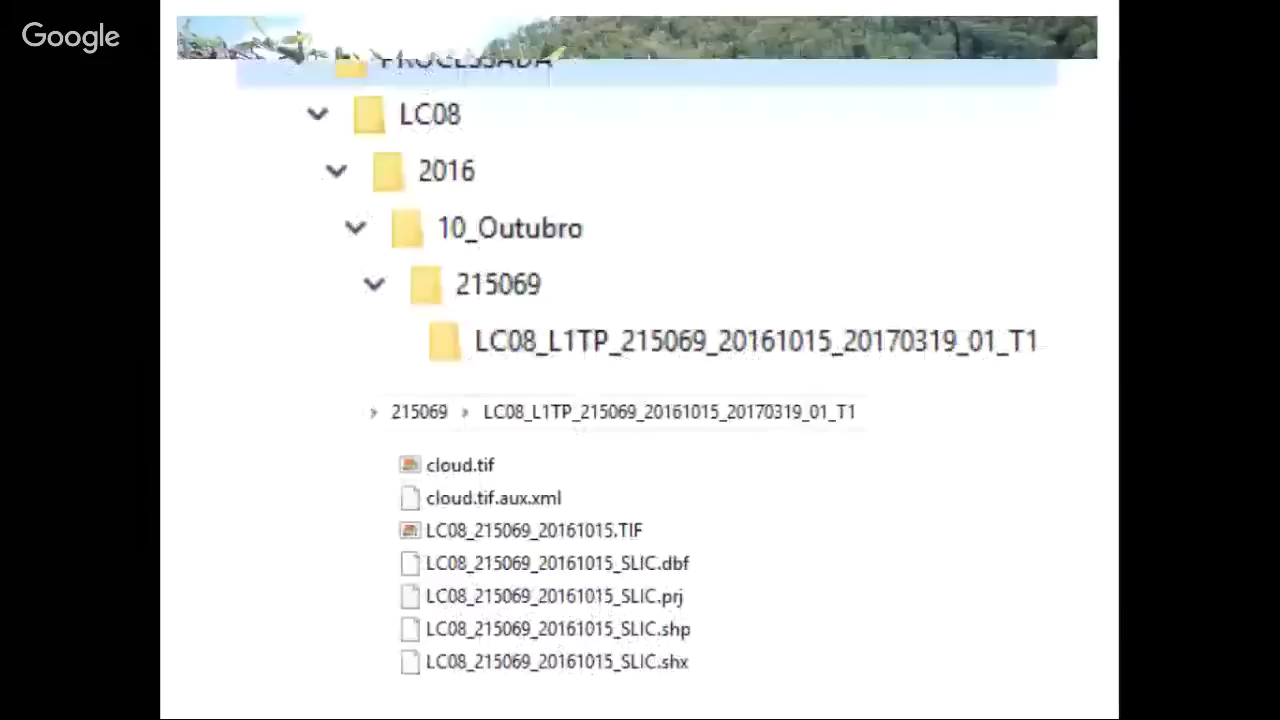 Google
PROCESSADA
LC08
2016
10_Outubro
215069
LC08_L1TP_215069_20161015_20170319_01_T1
215069 › LC08_L1TP_215069_20161015_20170319_01_T1
cloud.tif
cloud.tif.aux.xml
LC08_215069_20161015.TIF
LC08_215069_20161015_SLIC.dbf
LC08_215069_20161015_SLIC.prj
LC08_215069_20161015_SLIC.shp
LC08_215069_20161015_SLIC.shx